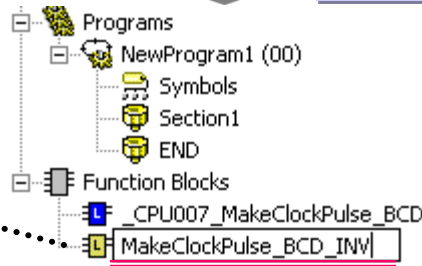 Programs
NewProgram1 (00)
Symbols
Section1
END
Function Blocks
L _CPU007_MakeClockPulse_BCD
L MakeClockPulse_BCD_INV